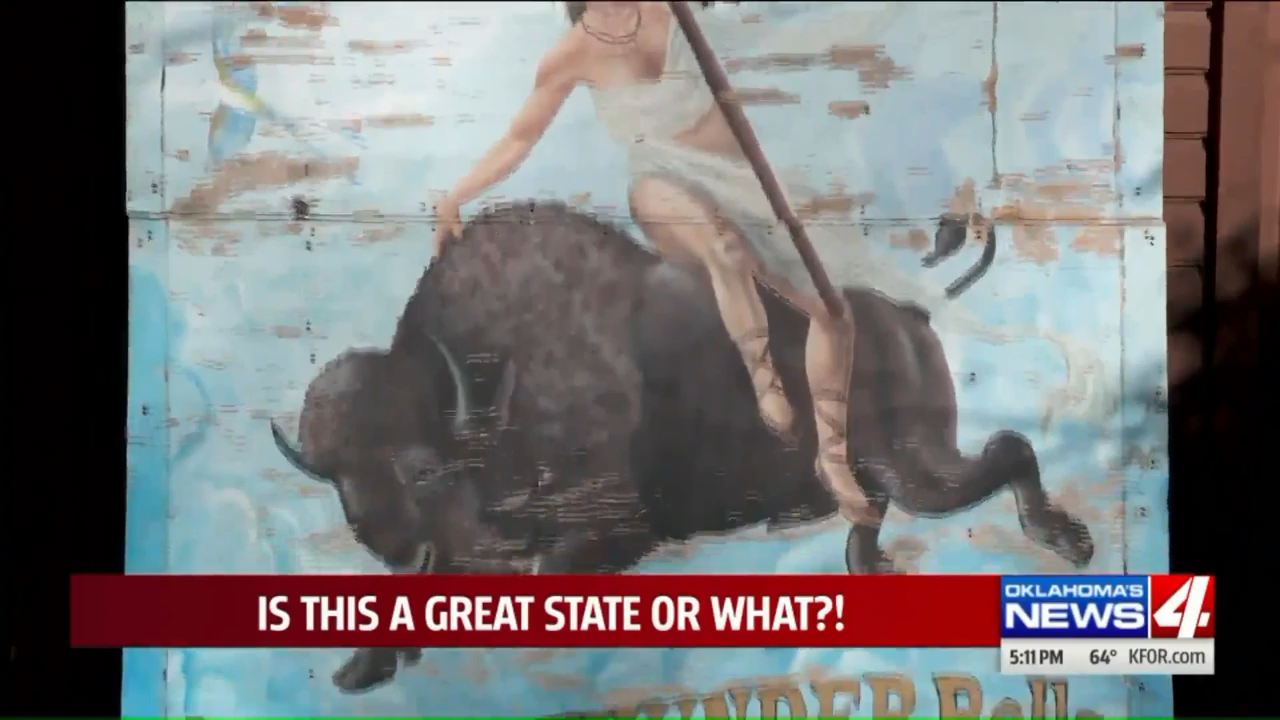 IS THIS A GREAT STATE OR WHAT?!
OKLAHOMA'S
NEWS 4
5:11 PM 64° KFOR.com